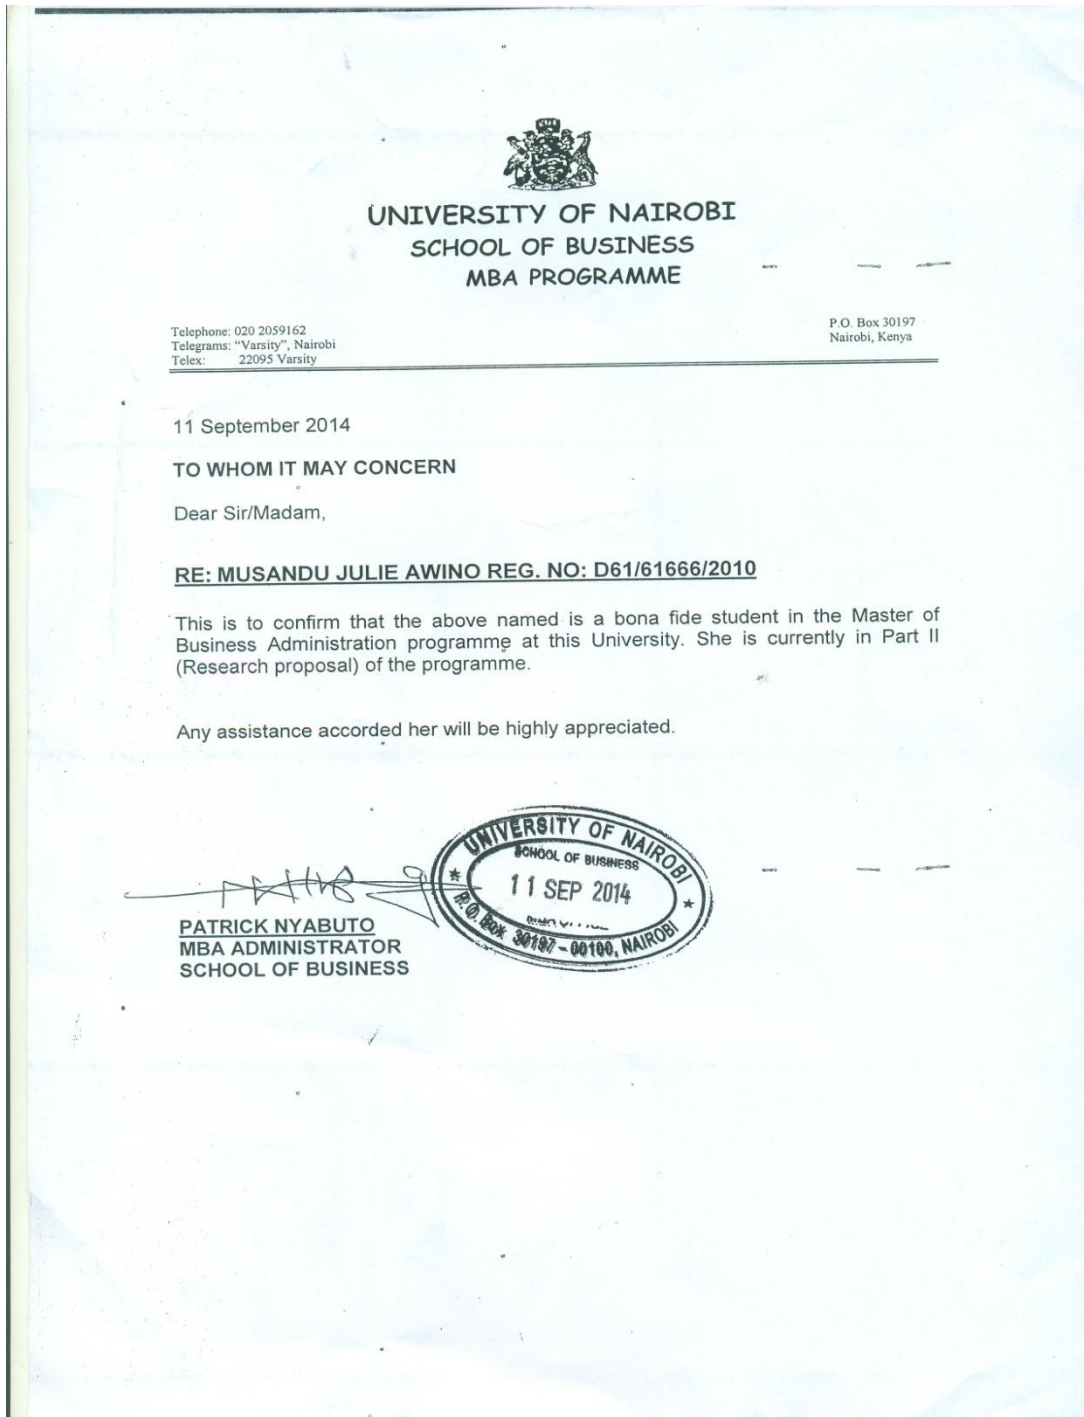 UNIVERSITY OF NAIROBI
SCHOOL OF BUSINESS
MBA PROGRAMME
Telephone: 020 2059162
Telegrams: "Varsity", Nairobi
Telex: 22095 Varsity
P.O. Box 30197
Nairobi, Kenya
11 September 2014
TO WHOM IT MAY CONCERN
Dear Sir/Madam,
RE: MUSANDU JULIE AWINO REG. NO: D61/61666/2010
This is to confirm that the above named is a bona fide student in the Master of
Business Administration programme at this University. She is currently in Part II
(Research proposal) of the programme.
Any assistance accorded her will be highly appreciated.
UNIVERSITY OF NAIROBI
SCHOOL OF BUSINESS
11 SEP 2014
P. O. Box 30197 - 00100, NAIROBI
PATRICK NYABUTO
MBA ADMINISTRATOR
SCHOOL OF BUSINESS